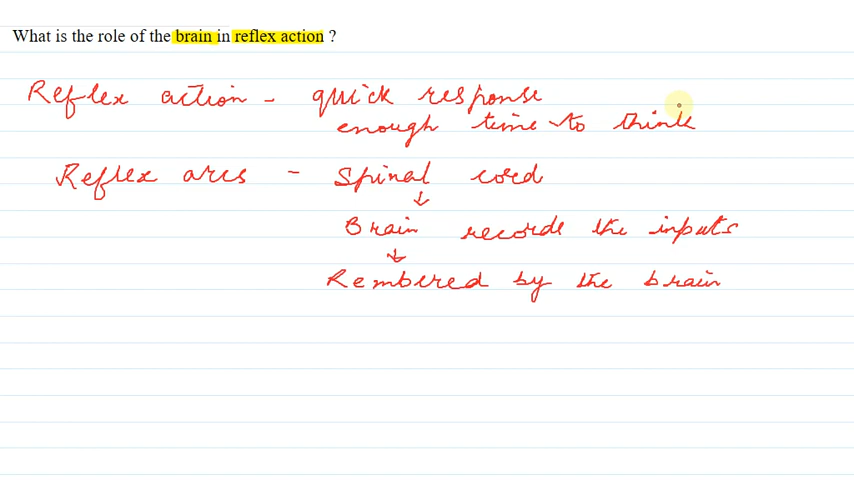 What is the role of the brain in reflex action ?
Reflex action - quick response
enough time to think
Reflex arcs - Spinal cord
Brain records the inputs
Rembered by the brain